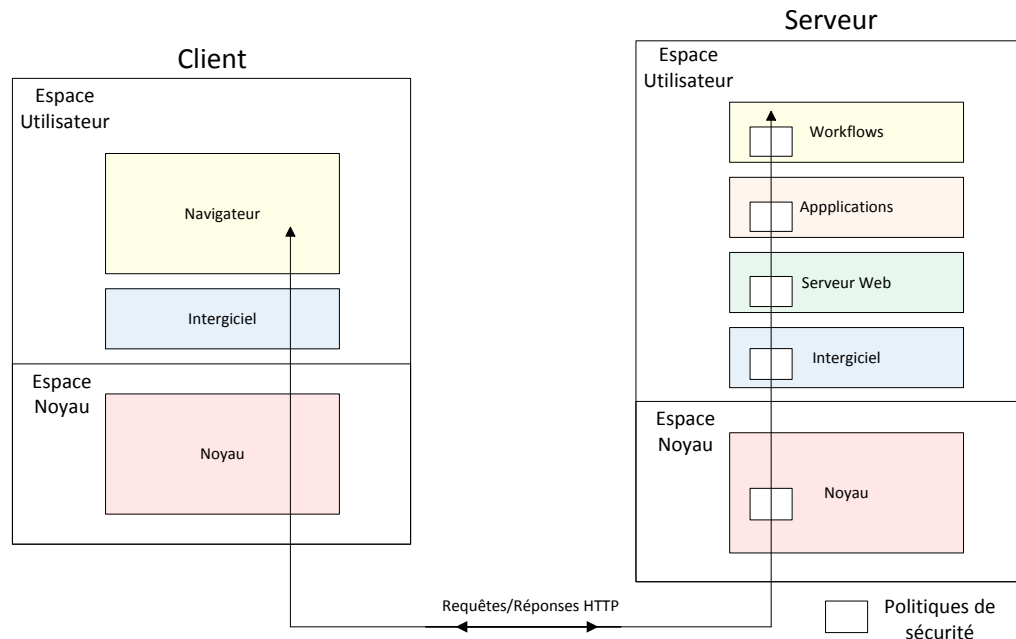 Client
Espace
Utilisateur
Navigateur
Intergiciel
Espace
Noyau
Noyau
Serveur
Espace
Utilisateur
Workflows
Appplications
Serveur Web
Intergiciel
Espace
Noyau
Noyau
Requêtes/Réponses HTTP
Politiques de
sécurité